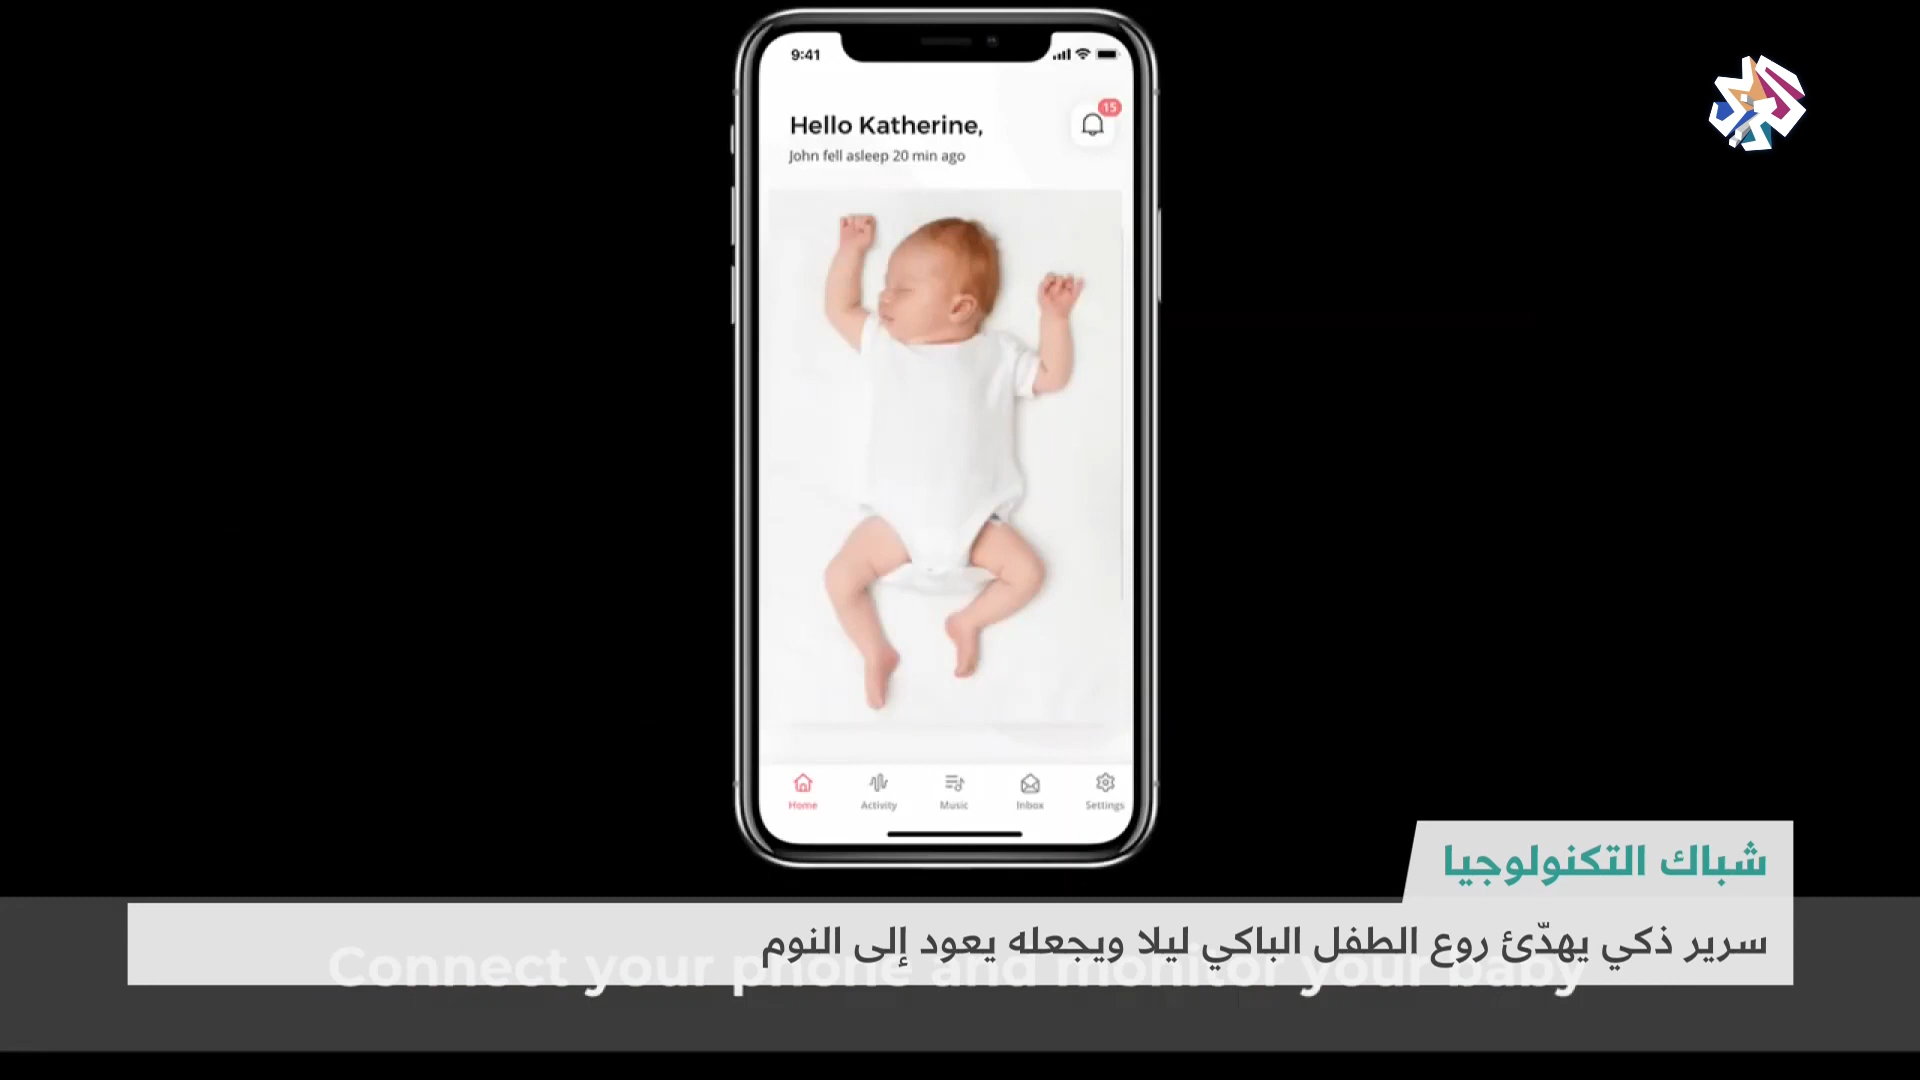 9:41
15
Hello Katherine,
John fell asleep 20 min ago
Home
Activity
Music
Inbox
Settings
شباك التكنولوجيا
سرير ذكي يهدّئ روع الطفل الباكي ليلا ويجعله يعود إلى النوم
Connect your phone and monitor your baby